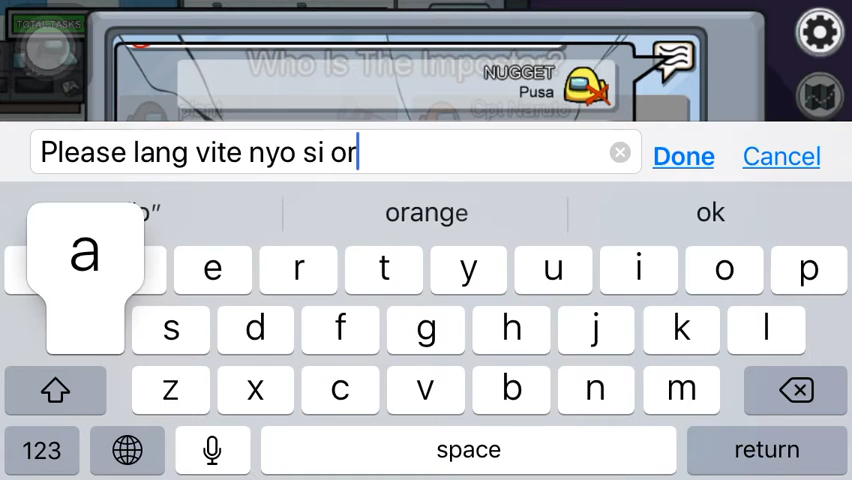 TOTAL TASKS
Who Is The Impostor?
NUGGET
Pusa
Please lang vite nyo si or
Done
Cancel
orange
ok
a
e r t y u i o p
s d f g h j k l
z x c v b n m
123
space
return